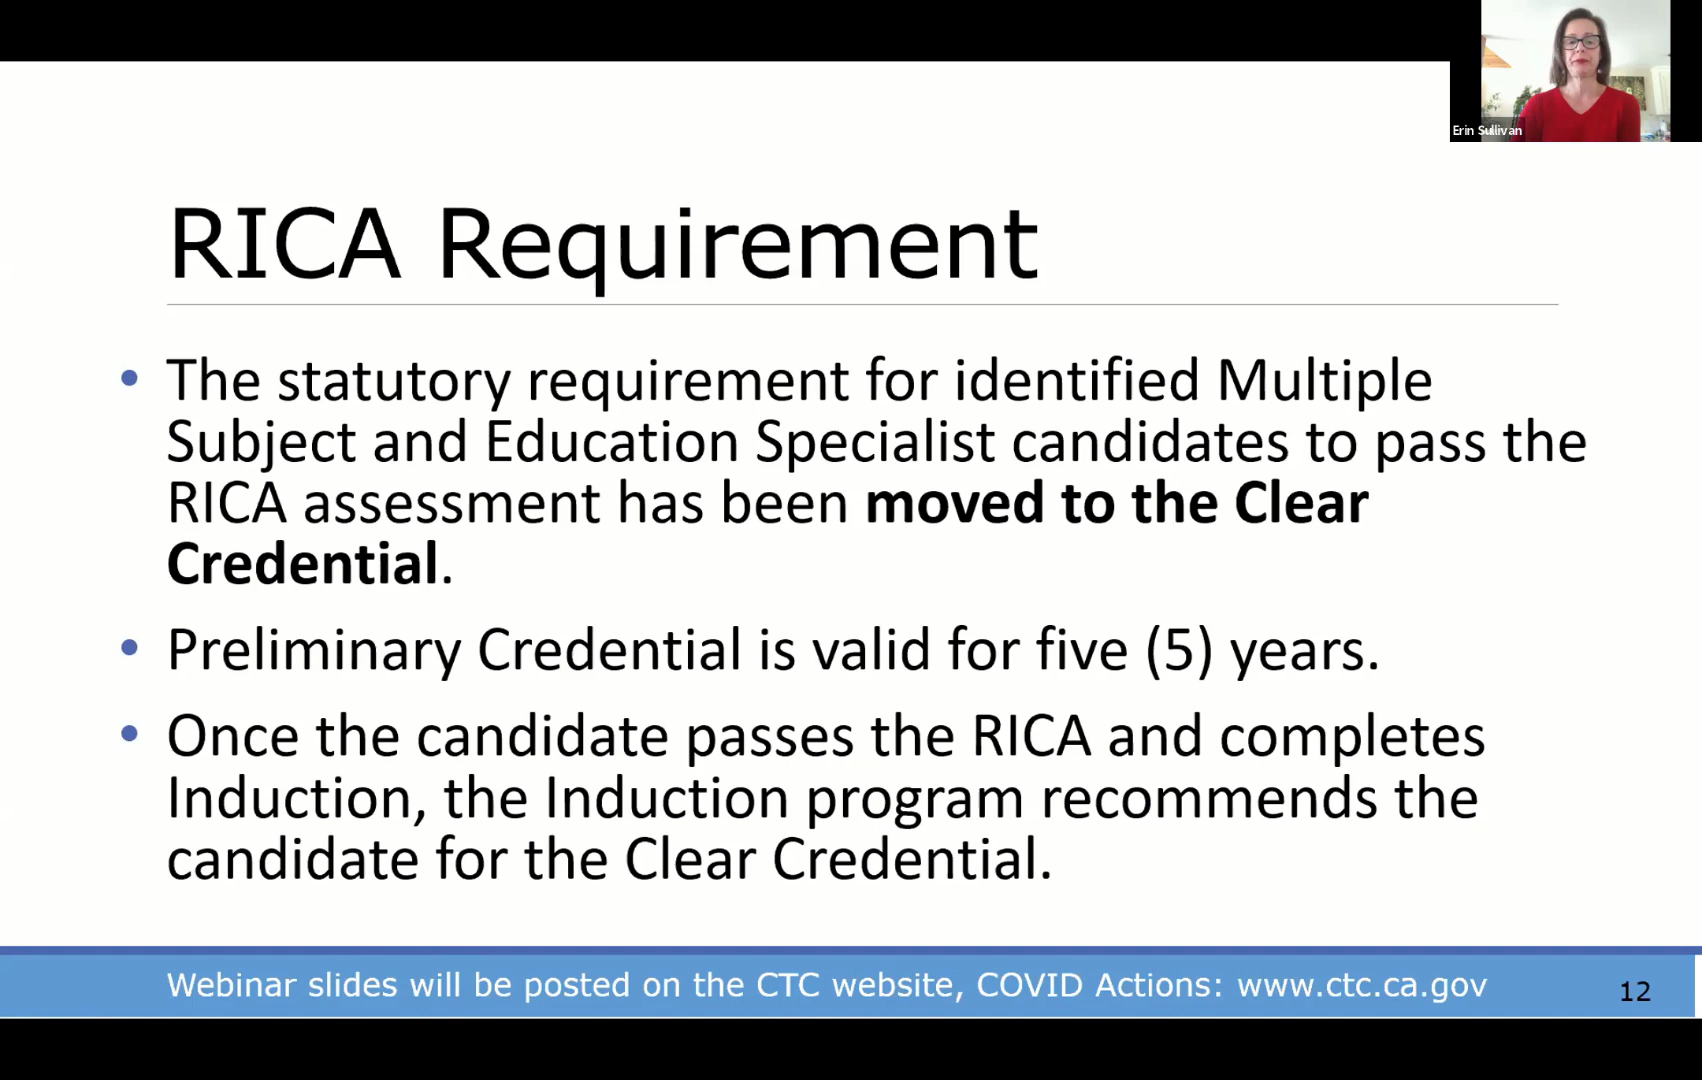 Erin Sullivan
RICA Requirement
• The statutory requirement for identified Multiple
Subject and Education Specialist candidates to pass the
RICA assessment has been moved to the Clear
Credential.
• Preliminary Credential is valid for five (5) years.
• Once the candidate passes the RICA and completes
Induction, the Induction program recommends the
candidate for the Clear Credential.
Webinar slides will be posted on the CTC website, COVID Actions: www.ctc.ca.gov
12